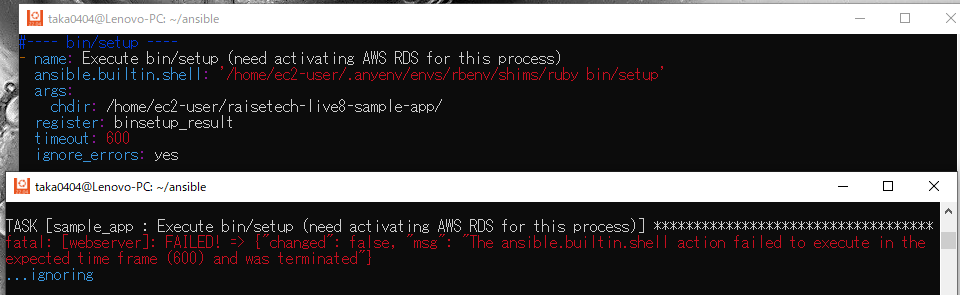 taka0404@Lenovo-PC: ~/ansible
#---- bin/setup ----
- name: Execute bin/setup (need activating AWS RDS for this process)
  ansible.builtin.shell: '/home/ec2-user/.anyenv/envs/rbenv/shims/ruby bin/setup'
  args:
    chdir: /home/ec2-user/raisetech-live8-sample-app/
  register: binsetup_result
  timeout: 600
  ignore_errors: yes
taka0404@Lenovo-PC: ~/ansible
TASK [sample_app : Execute bin/setup (need activating AWS RDS for this process)] ***********************************
fatal: [webserver]: FAILED! => ["changed": false, "msg": "The ansible.builtin.shell action failed to execute in the
expected time frame (600) and was terminated"]
...ignoring